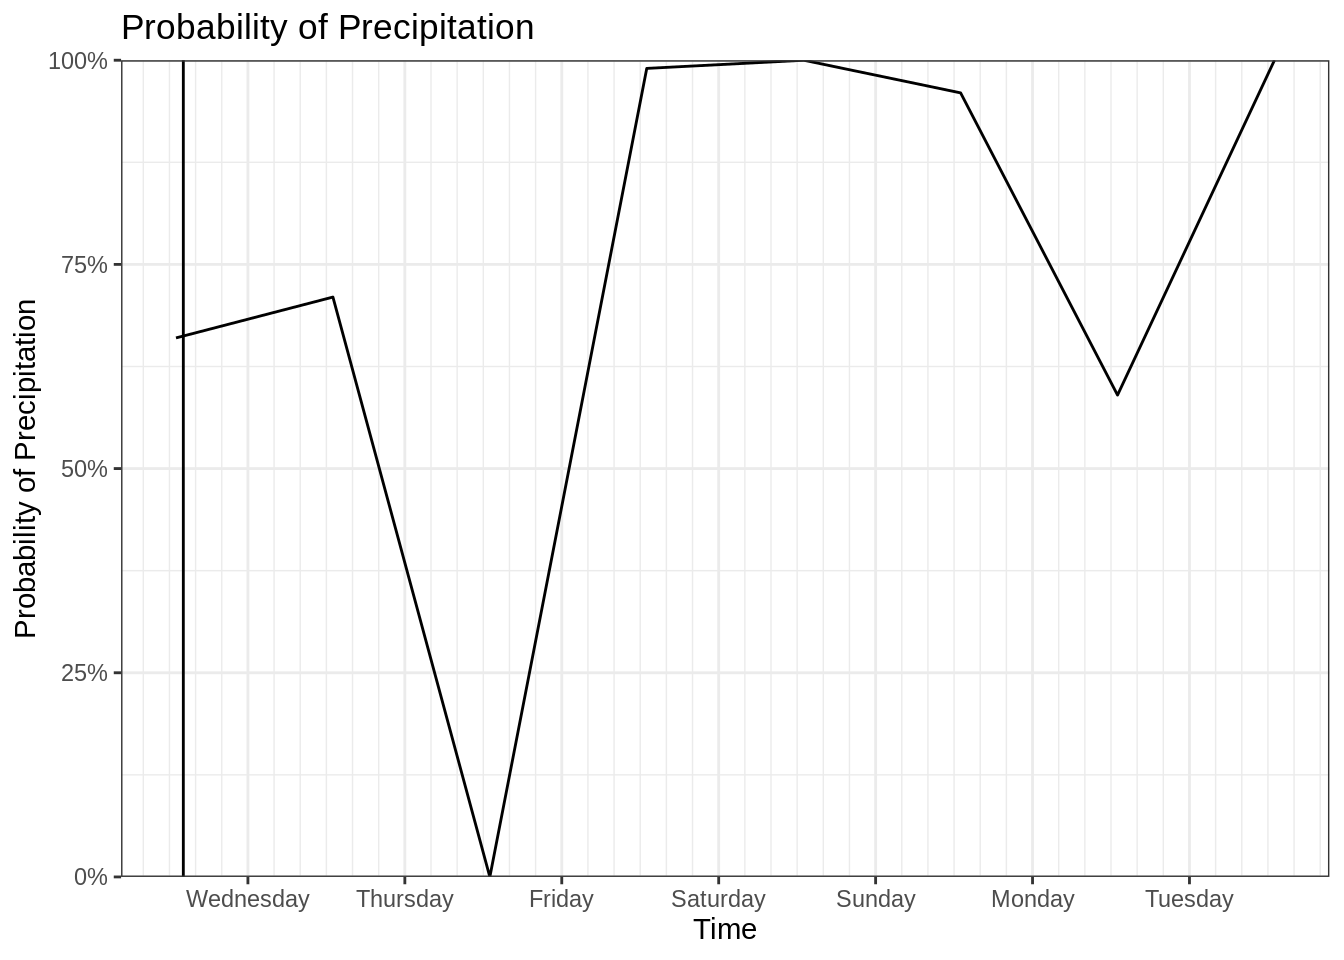 Probability of Precipitation
Probability of Precipitation
100%
75%
50%
25%
0%
Wednesday Thursday Friday Saturday Sunday Monday Tuesday
Time